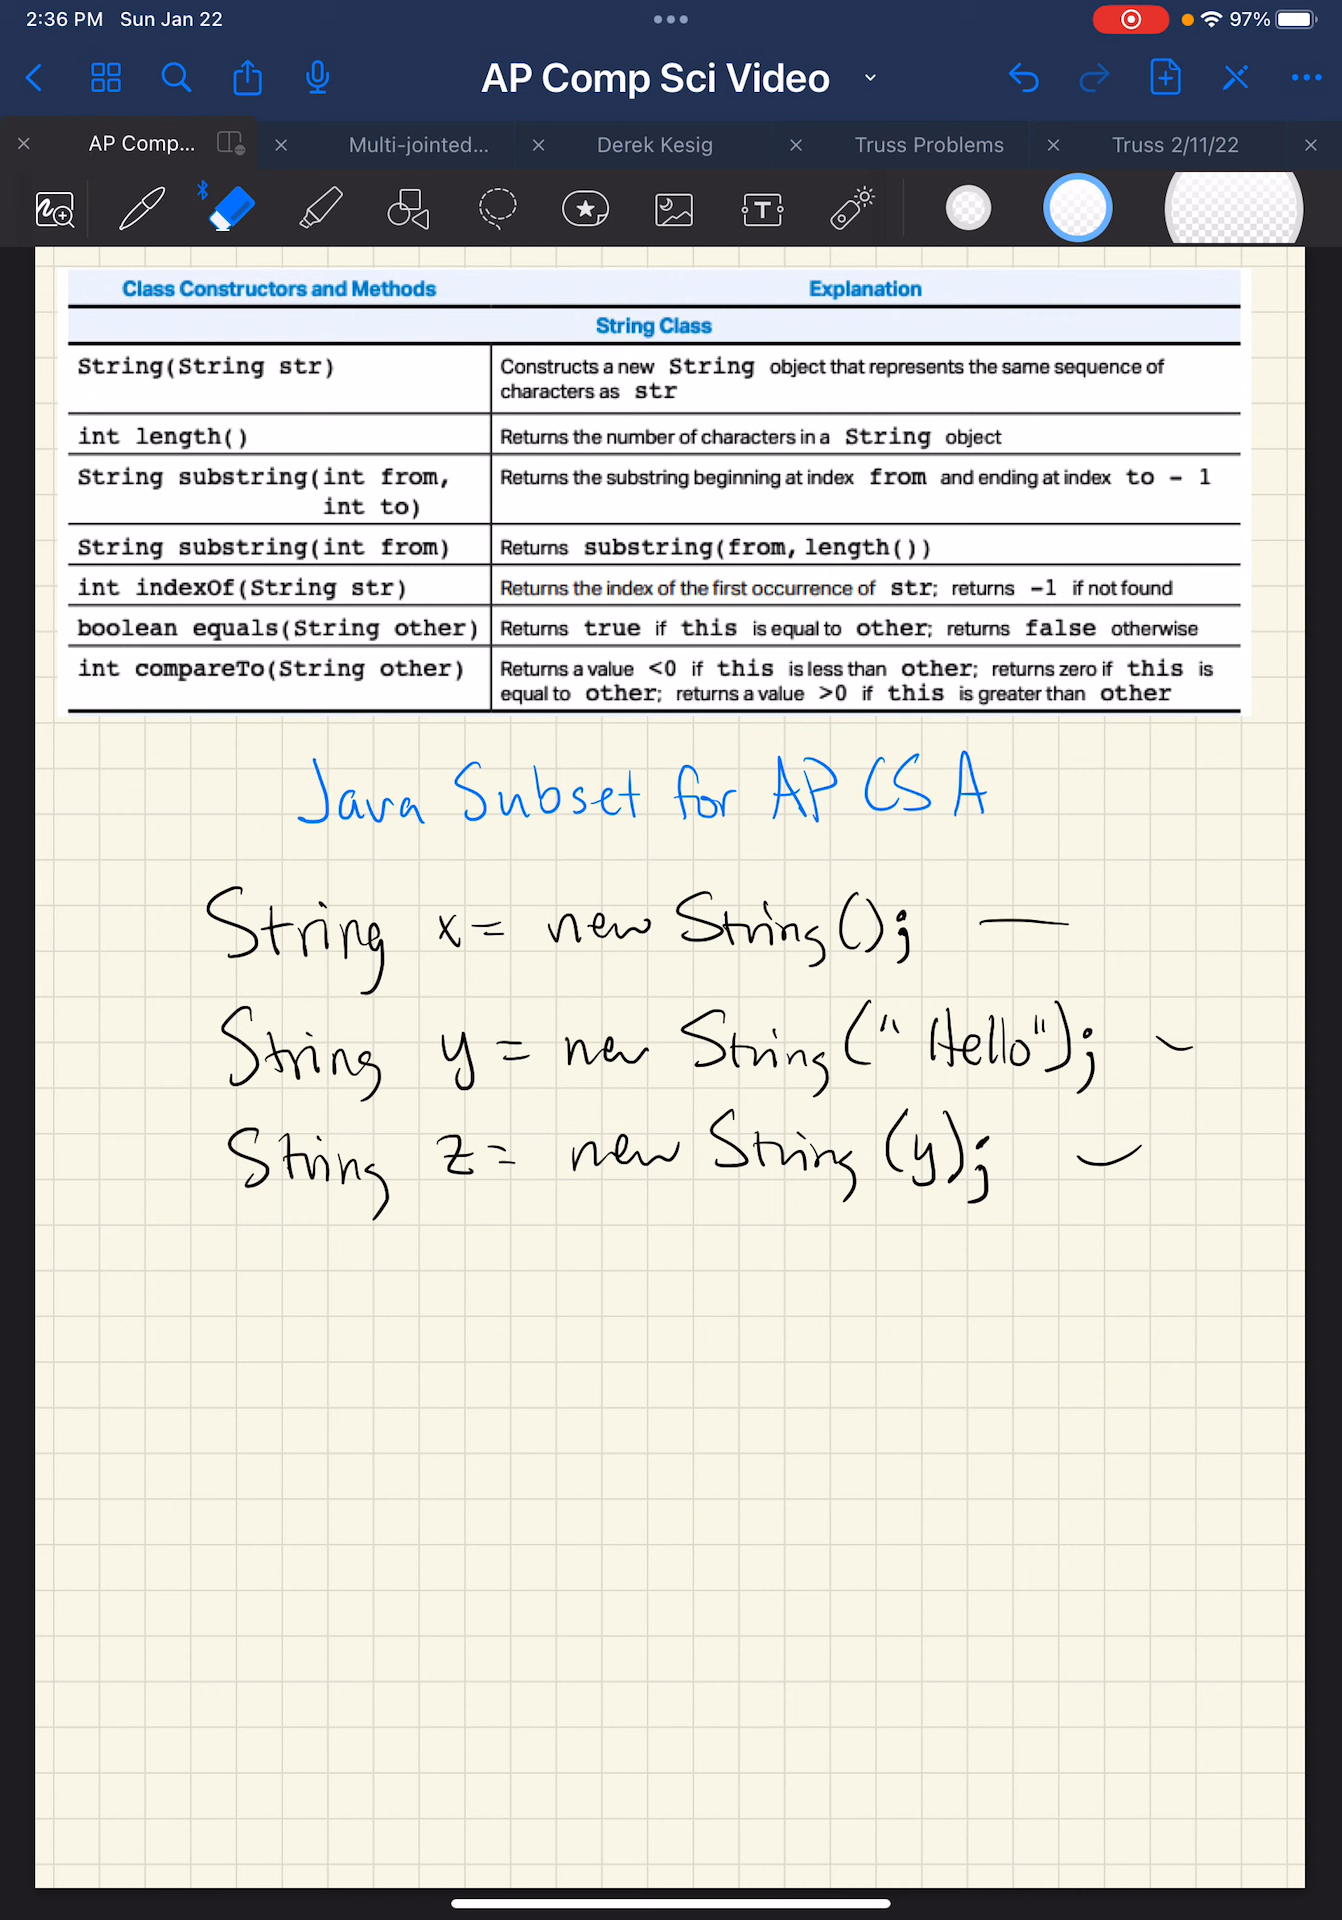 2:36 PM Sun Jan 22
97%
AP Comp Sci Video
AP Comp...
Multi-jointed...
Derek Kesig
Truss Problems
Truss 2/11/22
Class Constructors and Methods
Explanation
String Class
String(String str)
Constructs a new String object that represents the same sequence of
characters as str
int length()
Returns the number of characters in a String object
String substring(int from,
int to)
Returns the substring beginning at index from and ending at index to - 1
String substring(int from)
Returns substring(from, length())
int indexOf(String str)
Returns the index of the first occurrence of str; returns -1 if not found
boolean equals(String other)
Returns true if this is equal to other; returns false otherwise
int compareTo(String other)
Returns a value <0 if this is less than other; returns zero if this is
equal to other; returns a value >0 if this is greater than other
Java Subset for AP CS A
String x = new String();
String y = new String("Hello");
String z = new String(y);